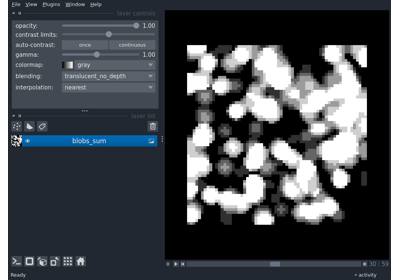 File View Plugins Window Help
layer controls
opacity: 1.00
contrast limits:
auto-contrast: once continuous
gamma: 1.00
colormap: gray
blending: translucent_no_depth
interpolation: nearest
layer list
blobs_sum
30 59
Ready
activity